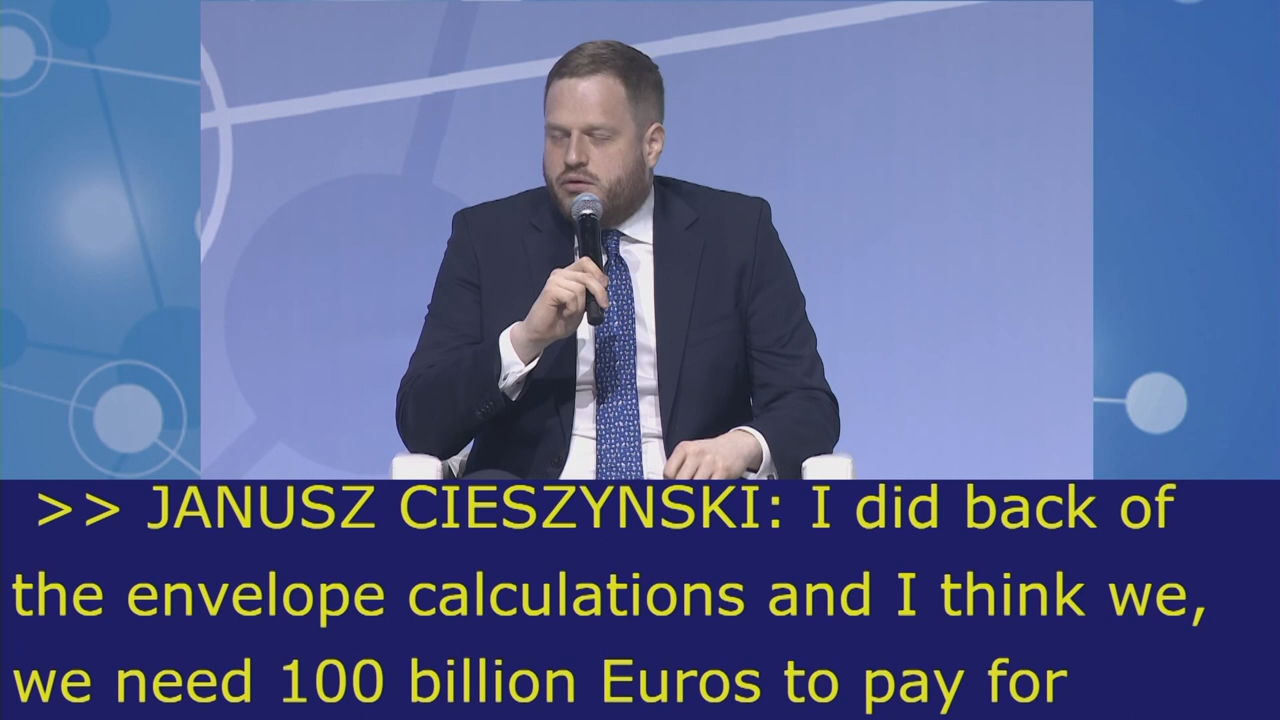 >> JANUSZ CIESZYNSKI: I did back of
the envelope calculations and I think we,
we need 100 billion Euros to pay for